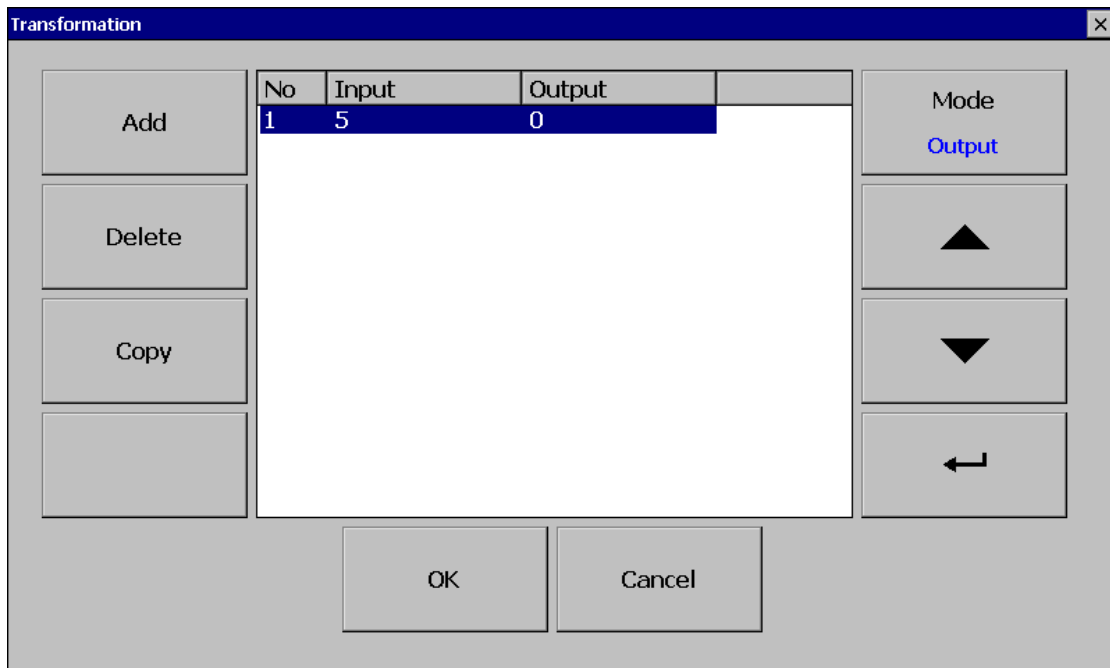 Transformation
Add
Delete
Copy
No Input Output
1 5 0
Mode
Output
OK
Cancel